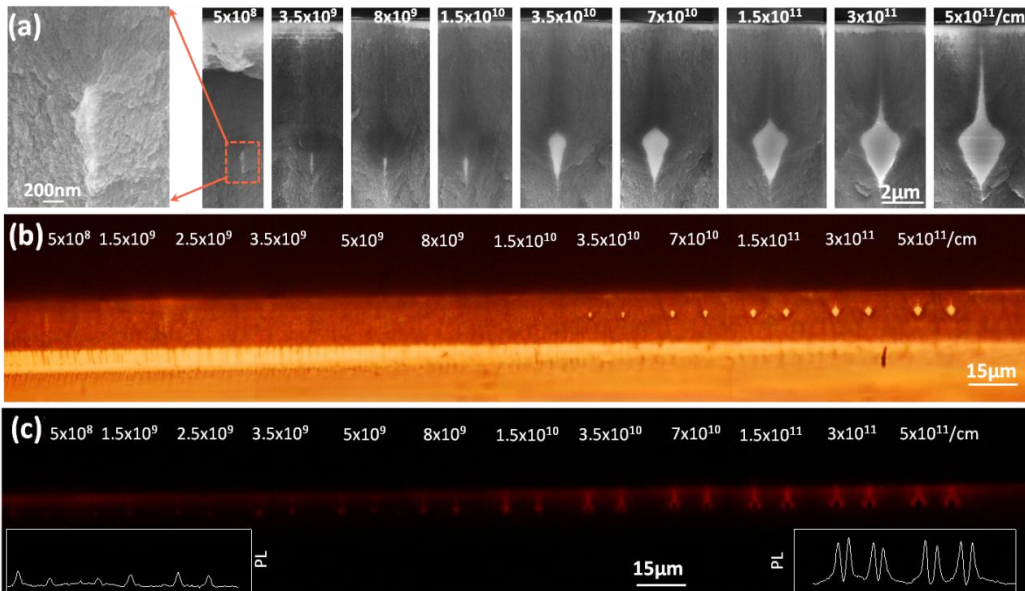 (a)
5x10⁸ 3.5x10⁹ 8x10⁹ 1.5x10¹⁰ 3.5x10¹⁰ 7x10¹⁰ 1.5x10¹¹ 3x10¹¹ 5x10¹¹/cm
200nm
2µm
(b)
5x10⁸ 1.5x10⁹ 2.5x10⁹ 3.5x10⁹ 5x10⁹ 8x10⁹ 1.5x10¹⁰ 3.5x10¹⁰ 7x10¹⁰ 1.5x10¹¹ 3x10¹¹ 5x10¹¹/cm
15µm
(c)
5x10⁸ 1.5x10⁹ 2.5x10⁹ 3.5x10⁹ 5x10⁹ 8x10⁹ 1.5x10¹⁰ 3.5x10¹⁰ 7x10¹⁰ 1.5x10¹¹ 3x10¹¹ 5x10¹¹/cm
PL
15µm
PL